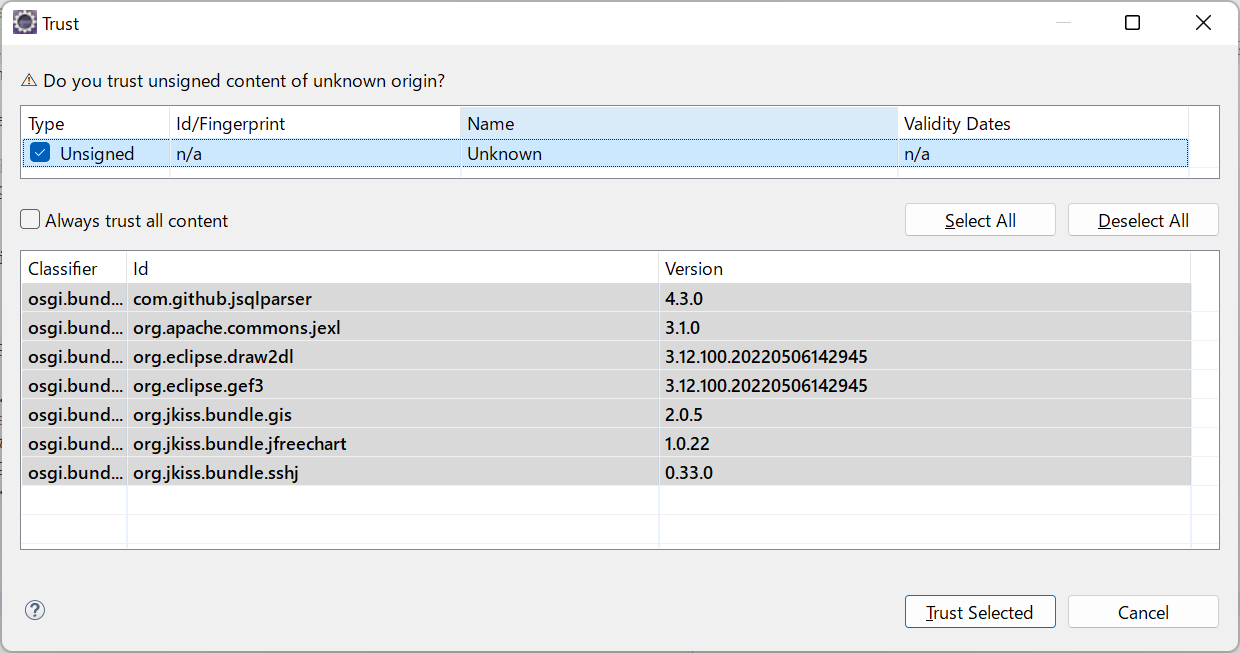 Trust
Do you trust unsigned content of unknown origin?
Type Id/Fingerprint Name Validity Dates
Unsigned n/a Unknown n/a
Always trust all content Select All Deselect All
Classifier Id Version
osgi.bund... com.github.jsqlparser 4.3.0
osgi.bund... org.apache.commons.jexl 3.1.0
osgi.bund... org.eclipse.draw2dl 3.12.100.20220506142945
osgi.bund... org.eclipse.gef3 3.12.100.20220506142945
osgi.bund... org.jkiss.bundle.gis 2.0.5
osgi.bund... org.jkiss.bundle.jfreechart 1.0.22
osgi.bund... org.jkiss.bundle.sshj 0.33.0
? Trust Selected Cancel